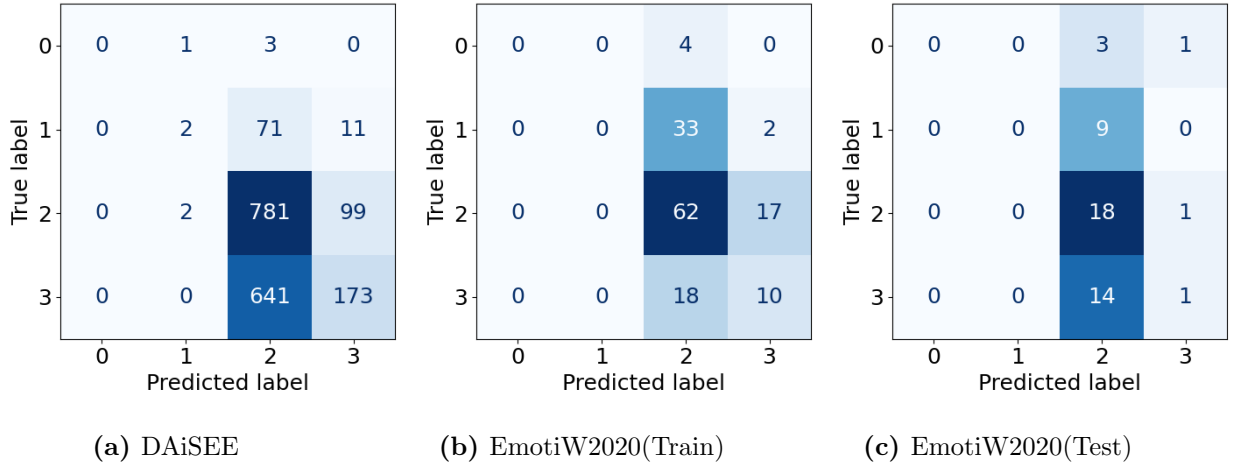 0 0 1 3 0
1 0 2 71 11
2 0 2 781 99
3 0 0 641 173
0 1 2 3
True label
Predicted label
(a) DAiSEE
0 0 0 4 0
1 0 0 33 2
2 0 0 62 17
3 0 0 18 10
0 1 2 3
True label
Predicted label
(b) EmotiW2020(Train)
0 0 0 3 1
1 0 0 9 0
2 0 0 18 1
3 0 0 14 1
0 1 2 3
True label
Predicted label
(c) EmotiW2020(Test)